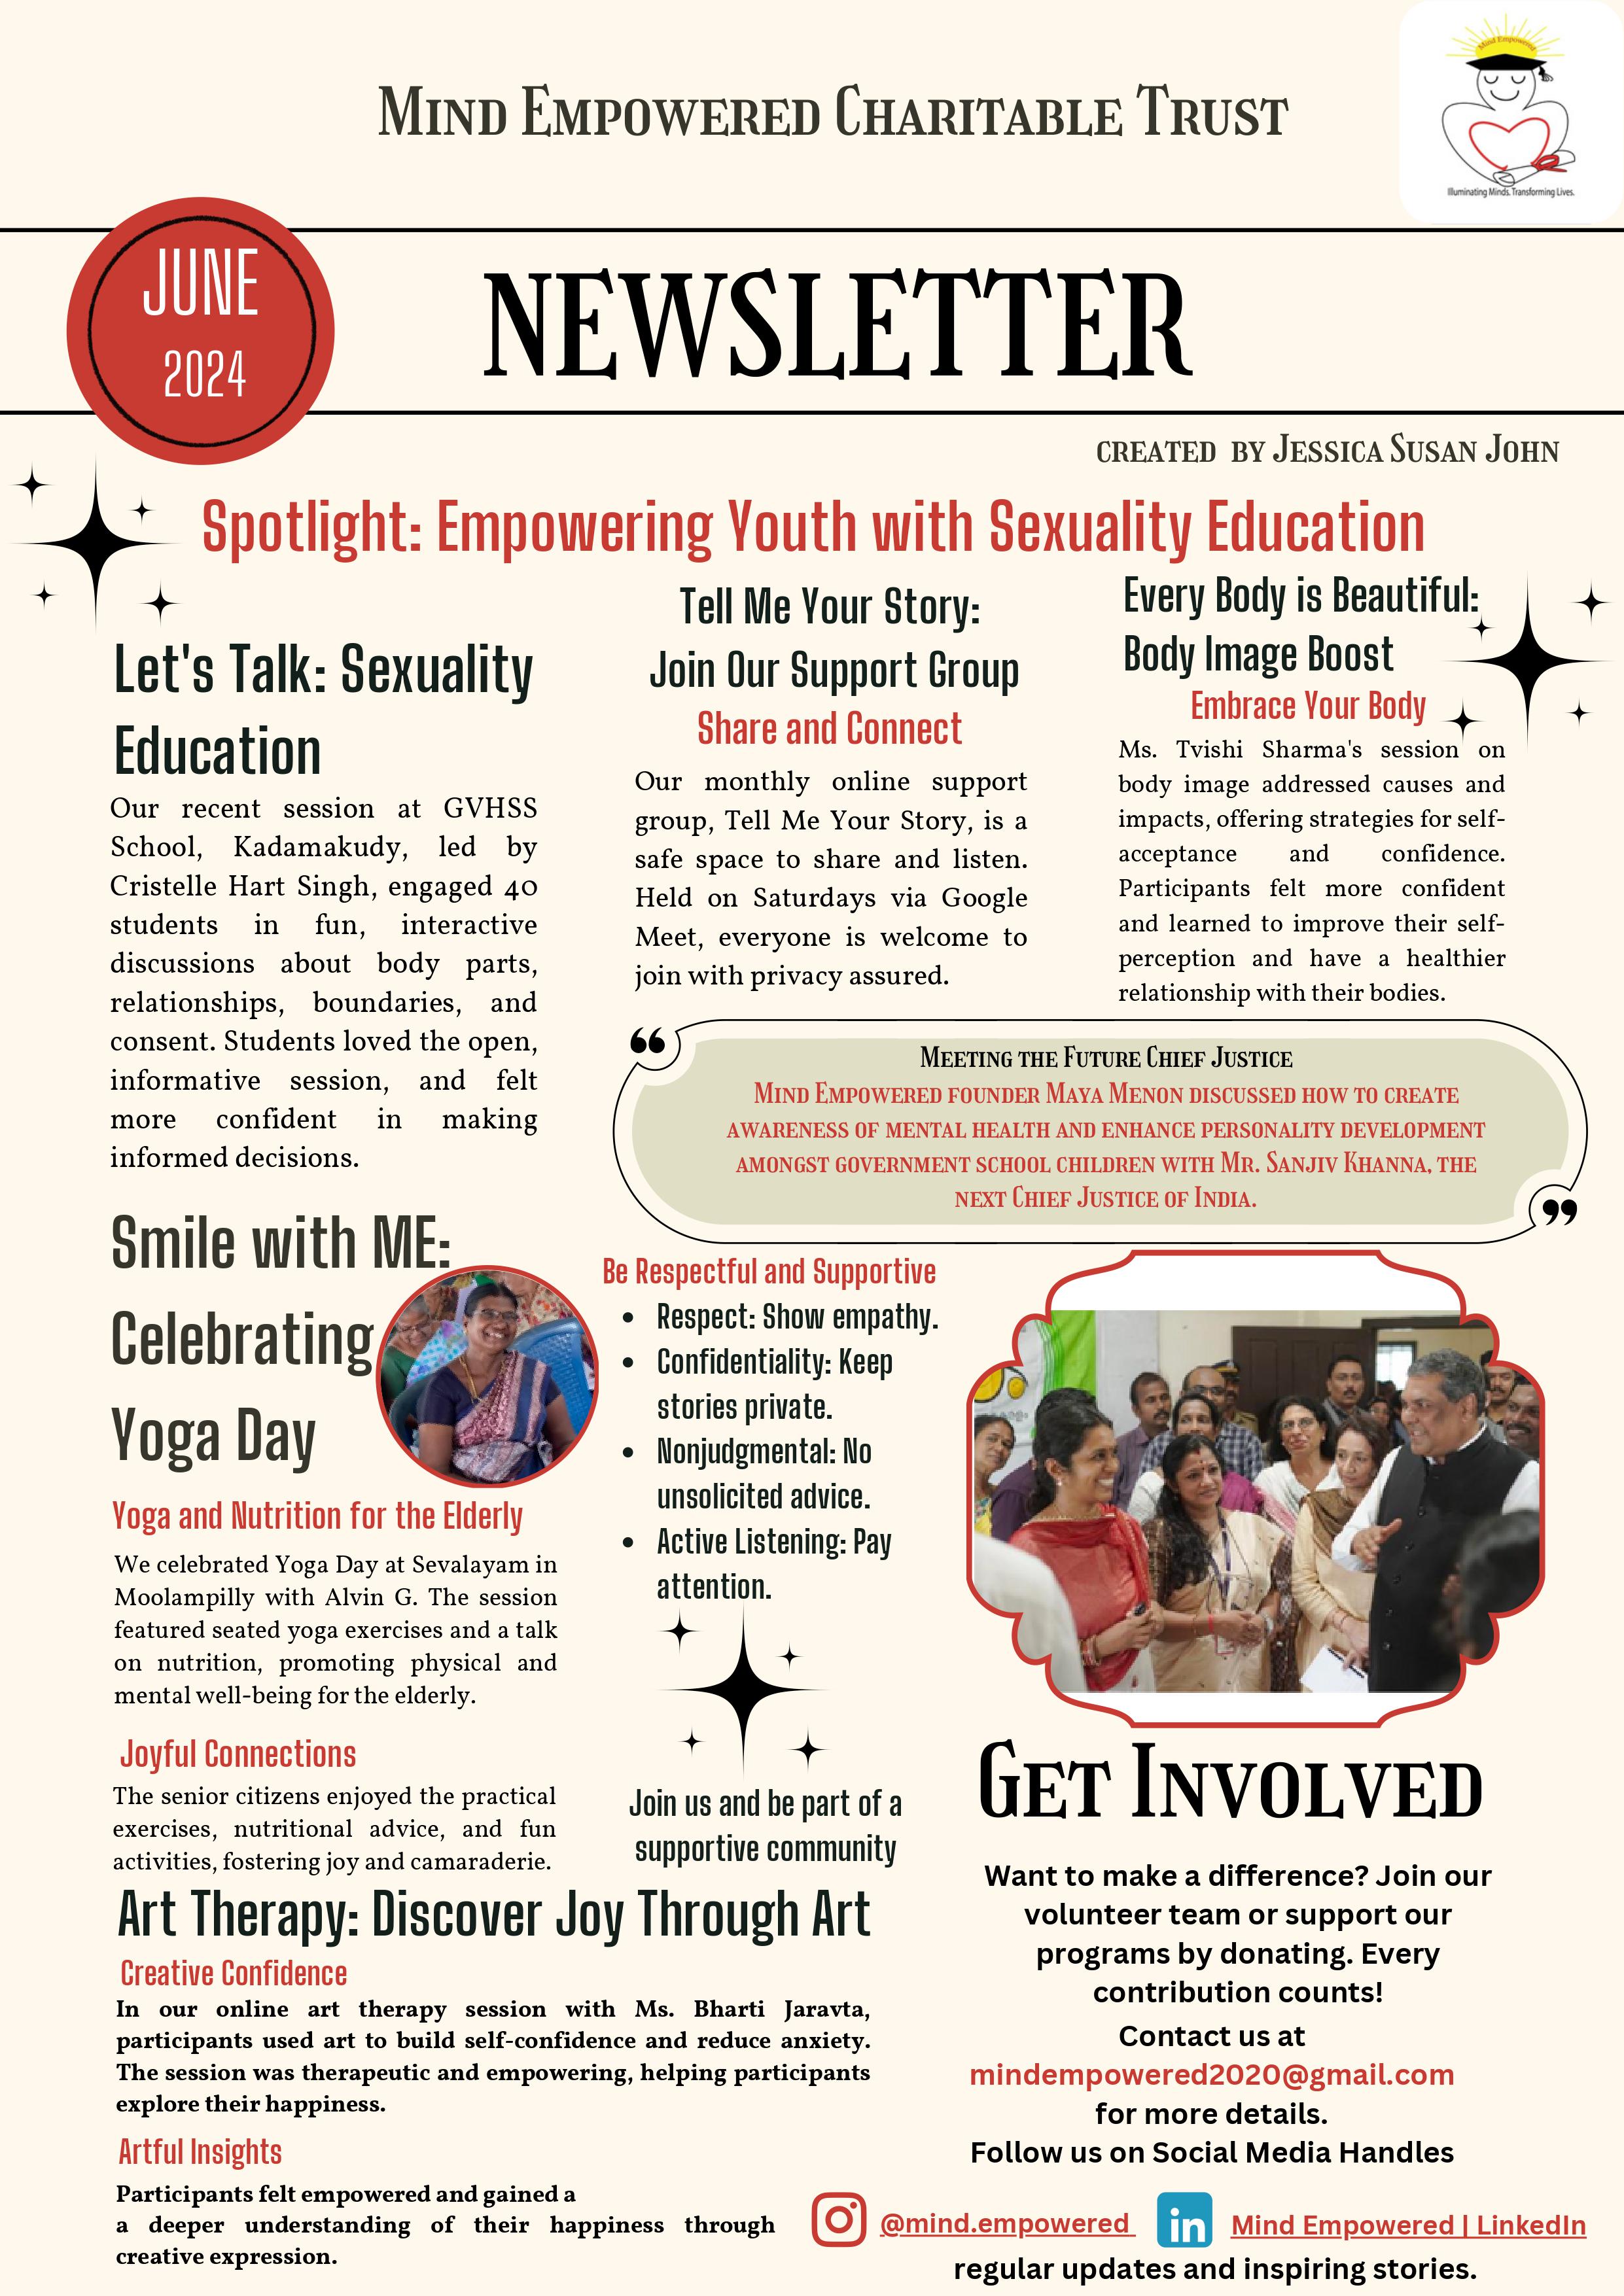 Mind Empowered Charitable Trust
Mind Empowered
Illuminating Minds. Transforming Lives.
JUNE
2024
NEWSLETTER
created by Jessica Susan John
Spotlight: Empowering Youth with Sexuality Education
Let's Talk: Sexuality
Education
Our recent session at GVHSS
School, Kadamakudy, led by
Cristelle Hart Singh, engaged 40
students in fun, interactive
discussions about body parts,
relationships, boundaries, and
consent. Students loved the open,
informative session, and felt
more confident in making
informed decisions.
Tell Me Your Story:
Join Our Support Group
Share and Connect
Our monthly online support
group, Tell Me Your Story, is a
safe space to share and listen.
Held on Saturdays via Google
Meet, everyone is welcome to
join with privacy assured.
Every Body is Beautiful:
Body Image Boost
Embrace Your Body
Ms. Tvishi Sharma's session on
body image addressed causes and
impacts, offering strategies for self-
acceptance and confidence.
Participants felt more confident
and learned to improve their self-
perception and have a healthier
relationship with their bodies.
“
Meeting the Future Chief Justice
Mind Empowered founder Maya Menon discussed how to create
awareness of mental health and enhance personality development
amongst government school children with Mr. Sanjiv Khanna, the
next Chief Justice of India.
”
Smile with ME:
Celebrating
Yoga Day
Yoga and Nutrition for the Elderly
We celebrated Yoga Day at Sevalayam in
Moolampilly with Alvin G. The session
featured seated yoga exercises and a talk
on nutrition, promoting physical and
mental well-being for the elderly.
Joyful Connections
The senior citizens enjoyed the practical
exercises, nutritional advice, and fun
activities, fostering joy and camaraderie.
Be Respectful and Supportive
• Respect: Show empathy.
• Confidentiality: Keep
stories private.
• Nonjudgmental: No
unsolicited advice.
• Active Listening: Pay
attention.
Join us and be part of a
supportive community
Art Therapy: Discover Joy Through Art
Creative Confidence
In our online art therapy session with Ms. Bharti Jaravta,
participants used art to build self-confidence and reduce anxiety.
The session was therapeutic and empowering, helping participants
explore their happiness.
Artful Insights
Participants felt empowered and gained a
a deeper understanding of their happiness through
creative expression.
Get Involved
Want to make a difference? Join our
volunteer team or support our
programs by donating. Every
contribution counts!
Contact us at
mindempowered2020@gmail.com
for more details.
Follow us on Social Media Handles
@mind.empowered
in
Mind Empowered | LinkedIn
regular updates and inspiring stories.